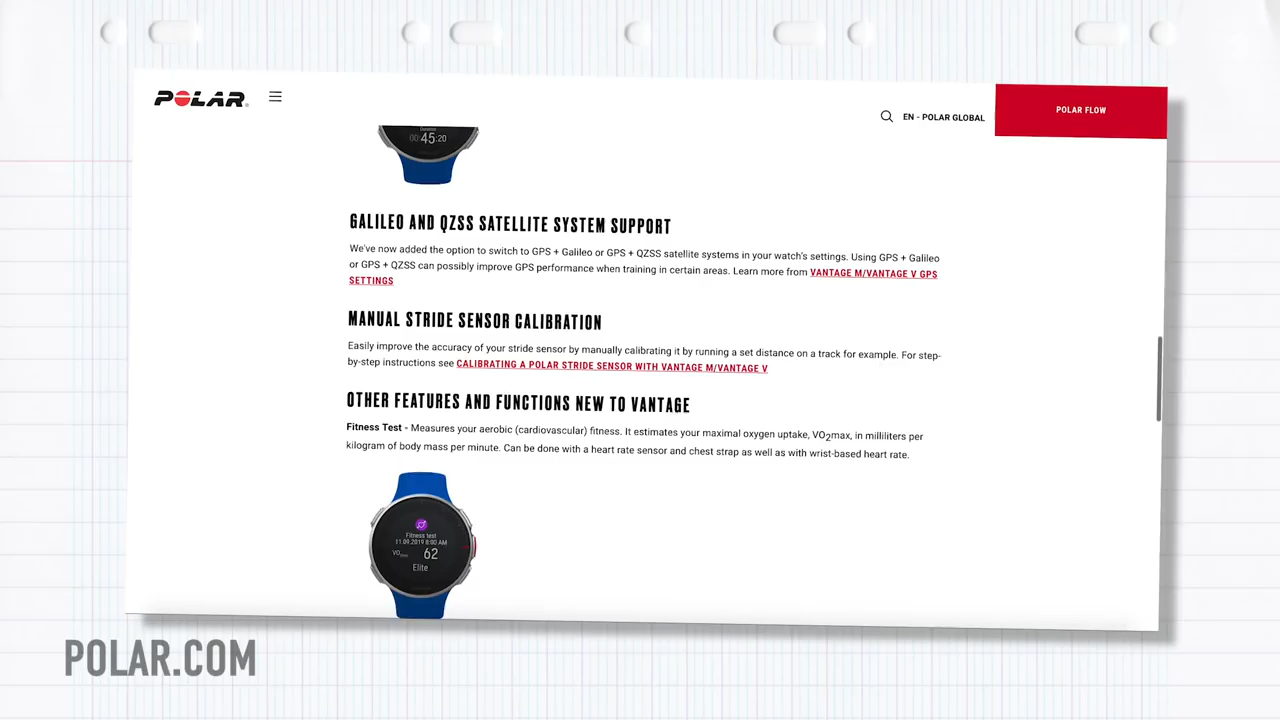 POLAR
EN - POLAR GLOBAL
POLAR FLOW
Duration
00:45:20
GALILEO AND QZSS SATELLITE SYSTEM SUPPORT
We've now added the option to switch to GPS + Galileo or GPS + QZSS satellite systems in your watch's settings. Using GPS + Galileo
or GPS + QZSS can possibly improve GPS performance when training in certain areas. Learn more from VANTAGE M/VANTAGE V GPS
SETTINGS
MANUAL STRIDE SENSOR CALIBRATION
Easily improve the accuracy of your stride sensor by manually calibrating it by running a set distance on a track for example. For step-
by-step instructions see CALIBRATING A POLAR STRIDE SENSOR WITH VANTAGE M/VANTAGE V
OTHER FEATURES AND FUNCTIONS NEW TO VANTAGE
Fitness Test - Measures your aerobic (cardiovascular) fitness. It estimates your maximal oxygen uptake, VO2max, in milliliters per
kilogram of body mass per minute. Can be done with a heart rate sensor and chest strap as well as with wrist-based heart rate.
Fitness test
11.09.2019 8:00 AM
VO2max 62
Elite
POLAR.COM